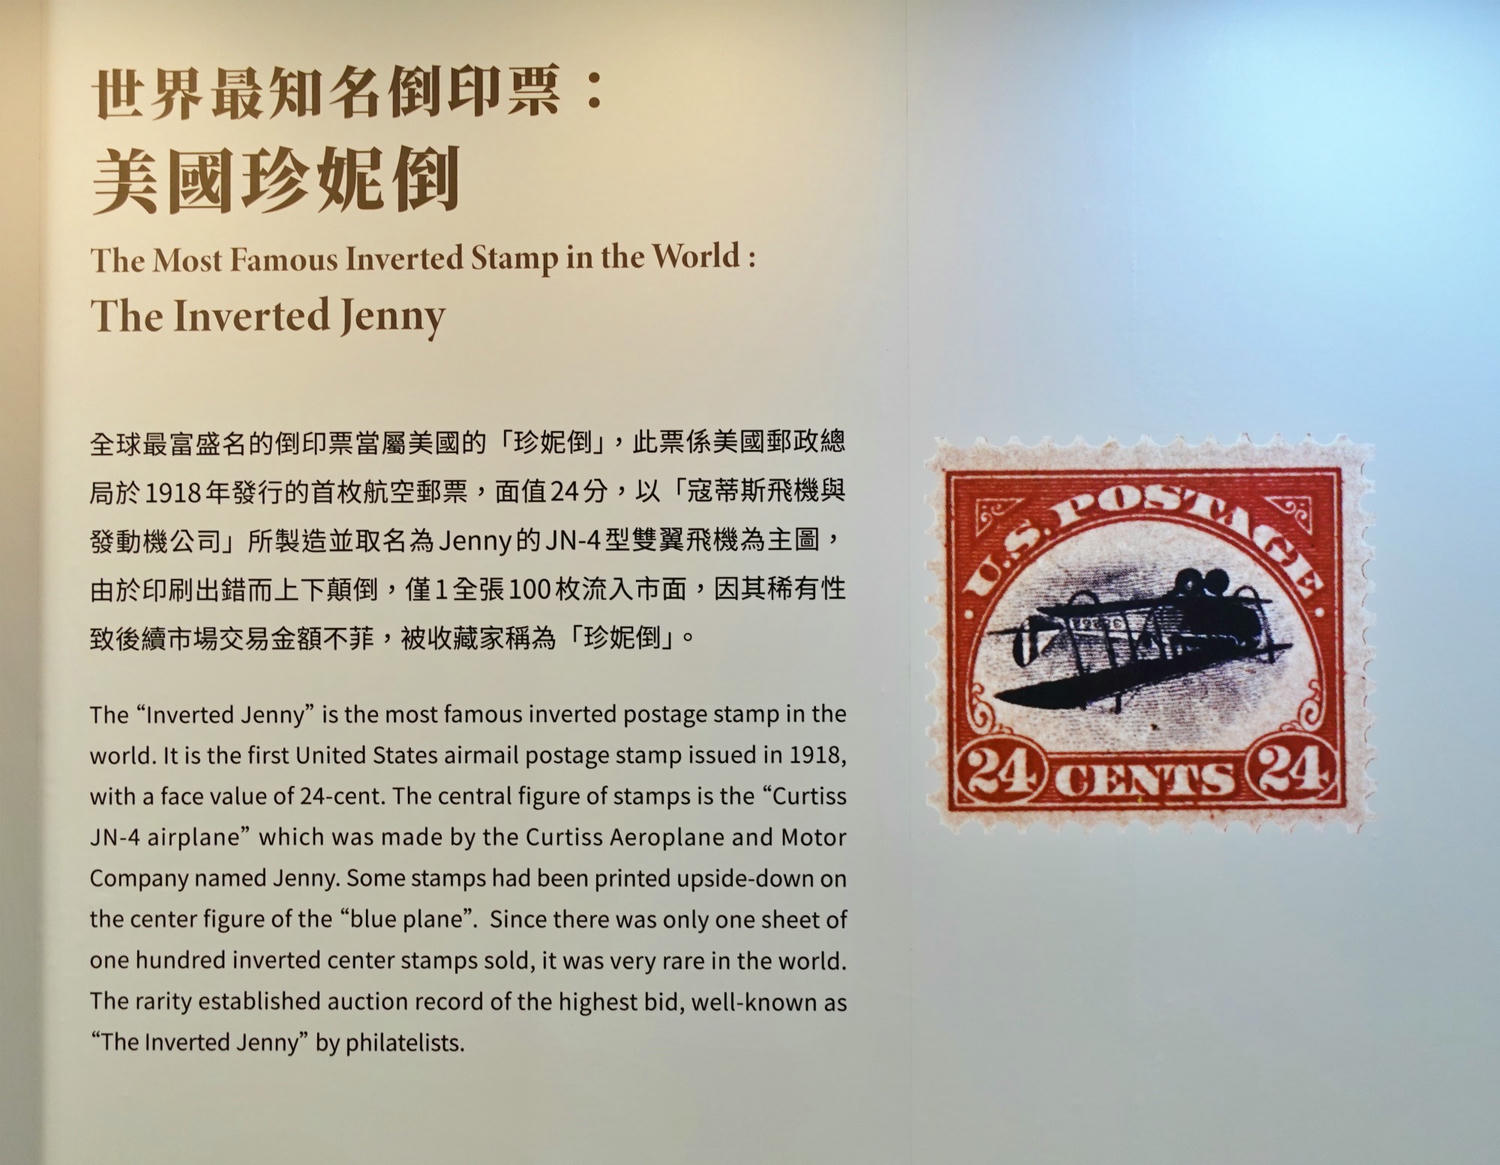 世界最知名倒印票：
美國珍妮倒
The Most Famous Inverted Stamp in the World :
The Inverted Jenny
全球最富盛名的倒印票當屬美國的「珍妮倒」，此票係美國郵政總
局於1918年發行的首枚航空郵票，面值24分，以「寇蒂斯飛機與
發動機公司」所製造並取名為Jenny的JN-4型雙翼飛機為主圖，
由於印刷出錯而上下顛倒，僅1全張100枚流入市面，因其稀有性
致後續市場交易金額不菲，被收藏家稱為「珍妮倒」。
The “Inverted Jenny” is the most famous inverted postage stamp in the
world. It is the first United States airmail postage stamp issued in 1918,
with a face value of 24-cent. The central figure of stamps is the “Curtiss
JN-4 airplane” which was made by the Curtiss Aeroplane and Motor
Company named Jenny. Some stamps had been printed upside-down on
the center figure of the “blue plane”. Since there was only one sheet of
one hundred inverted center stamps sold, it was very rare in the world.
The rarity established auction record of the highest bid, well-known as
“The Inverted Jenny” by philatelists.
U.S. POSTAGE
24 CENTS 24